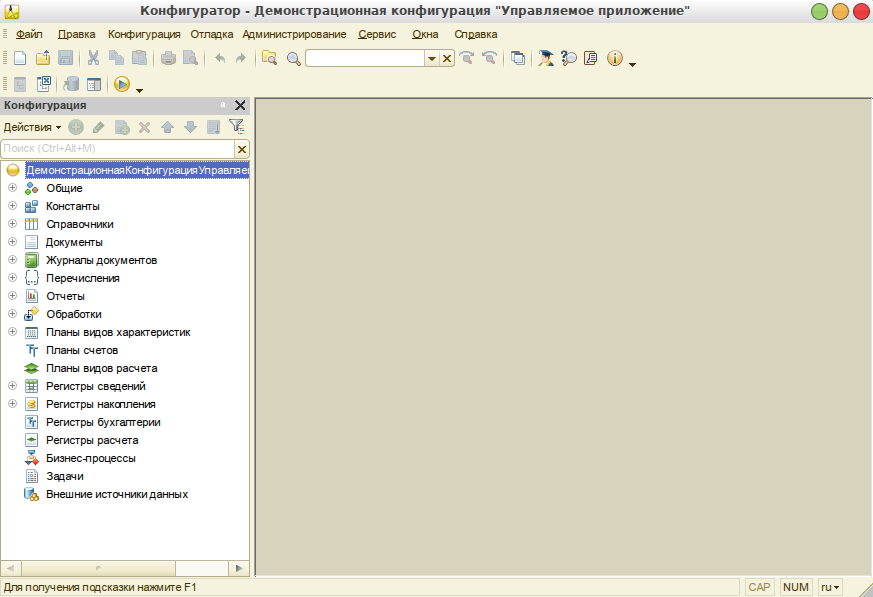 Конфигуратор - Демонстрационная конфигурация "Управляемое приложение"
Файл Правка Конфигурация Отладка Администрирование Сервис Окна Справка
Конфигурация
Действия
Поиск (Ctrl+Alt+M)
ДемонстрационнаяКонфигурацияУправляем
Общие
Константы
Справочники
Документы
Журналы документов
Перечисления
Отчеты
Обработки
Планы видов характеристик
Планы счетов
Планы видов расчета
Регистры сведений
Регистры накопления
Регистры бухгалтерии
Регистры расчета
Бизнес-процессы
Задачи
Внешние источники данных
Для получения подсказки нажмите F1 CAP NUM ru